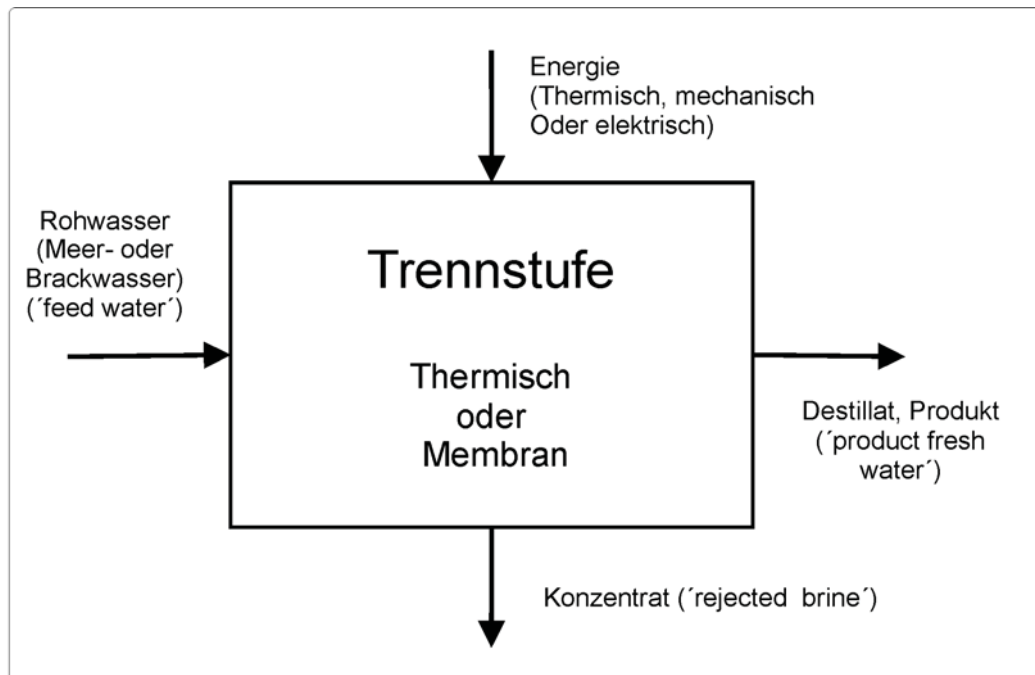 Energie
(Thermisch, mechanisch
Oder elektrisch)
Rohwasser
(Meer- oder
Brackwasser)
(´feed water´)
Trennstufe
Thermisch
oder
Membran
Destillat, Produkt
(´product fresh
water´)
Konzentrat (´rejected brine´)